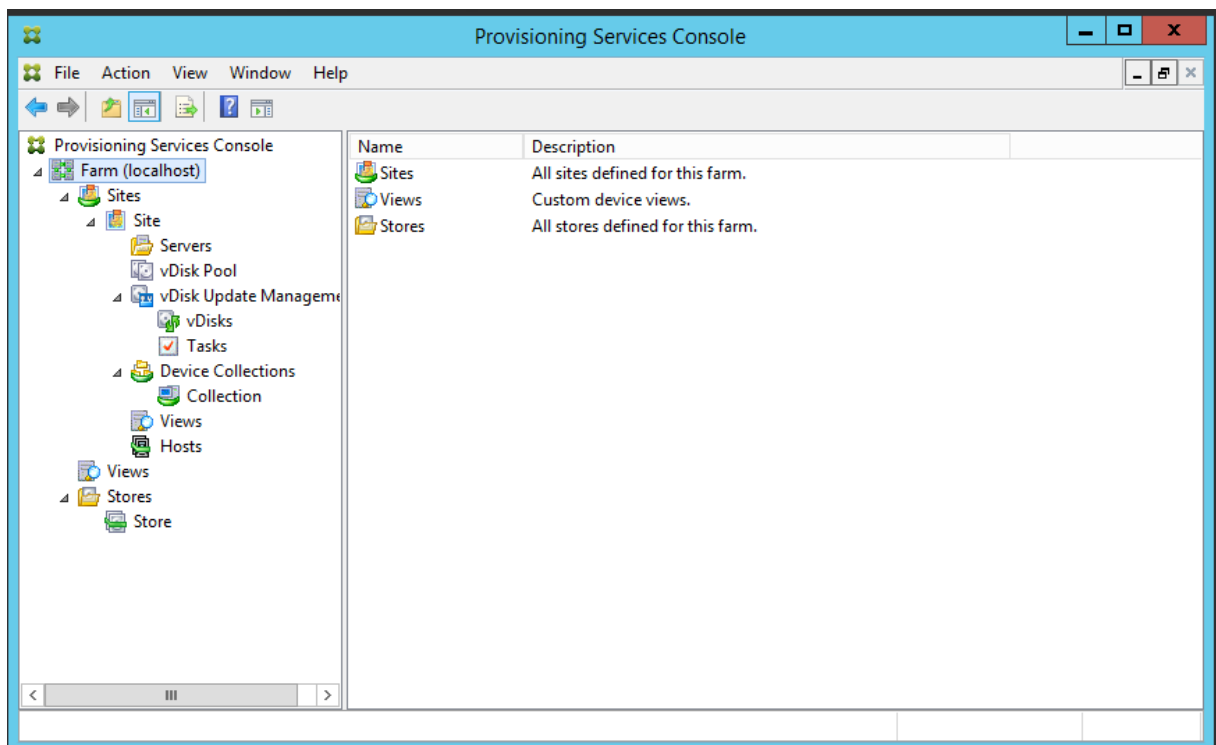 Provisioning Services Console
File Action View Window Help
Provisioning Services Console
Farm (localhost)
Sites
Site
Servers
vDisk Pool
vDisk Update Manageme
vDisks
Tasks
Device Collections
Collection
Views
Hosts
Views
Stores
Store
Name Description
Sites All sites defined for this farm.
Views Custom device views.
Stores All stores defined for this farm.